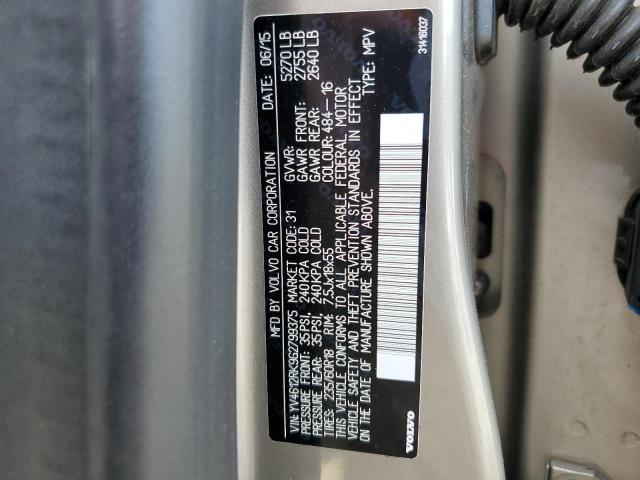 MFD BY VOLVO CAR CORPORATION DATE: 06/15
GVWR: 5270 LB
VIN: YV4612RK9G2799375 MARKET CODE: 31 GAWR FRONT: 2755 LB
PRESSURE FRONT: 35PSI, 240KPA COLD GAWR REAR: 2640 LB
PRESSURE REAR: 35PSI, 240KPA COLD COLOUR: 484-16
TIRES: 235/60R18 RIM: 7.5Jx18x55 TYPE: MPV
THIS VEHICLE CONFORMS TO ALL APPLICABLE FEDERAL MOTOR
VEHICLE SAFETY AND THEFT PREVENTION STANDARDS IN EFFECT
ON THE DATE OF MANUFACTURE SHOWN ABOVE.
VOLVO
VOLVO
31416037